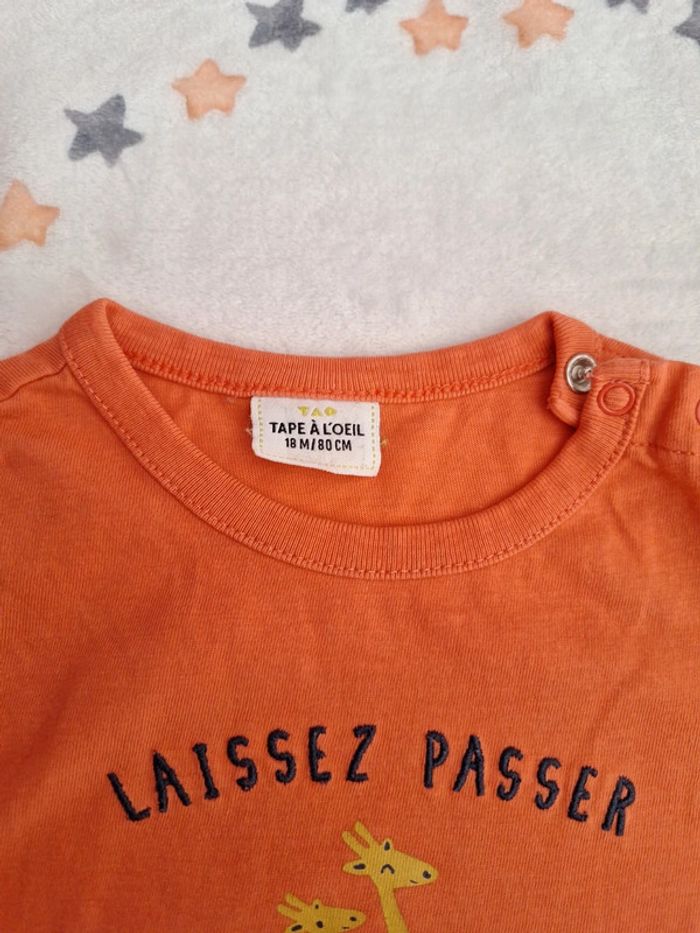 TAO
TAPE À L'OEIL
18 M/80 CM
LAISSEZ PASSER